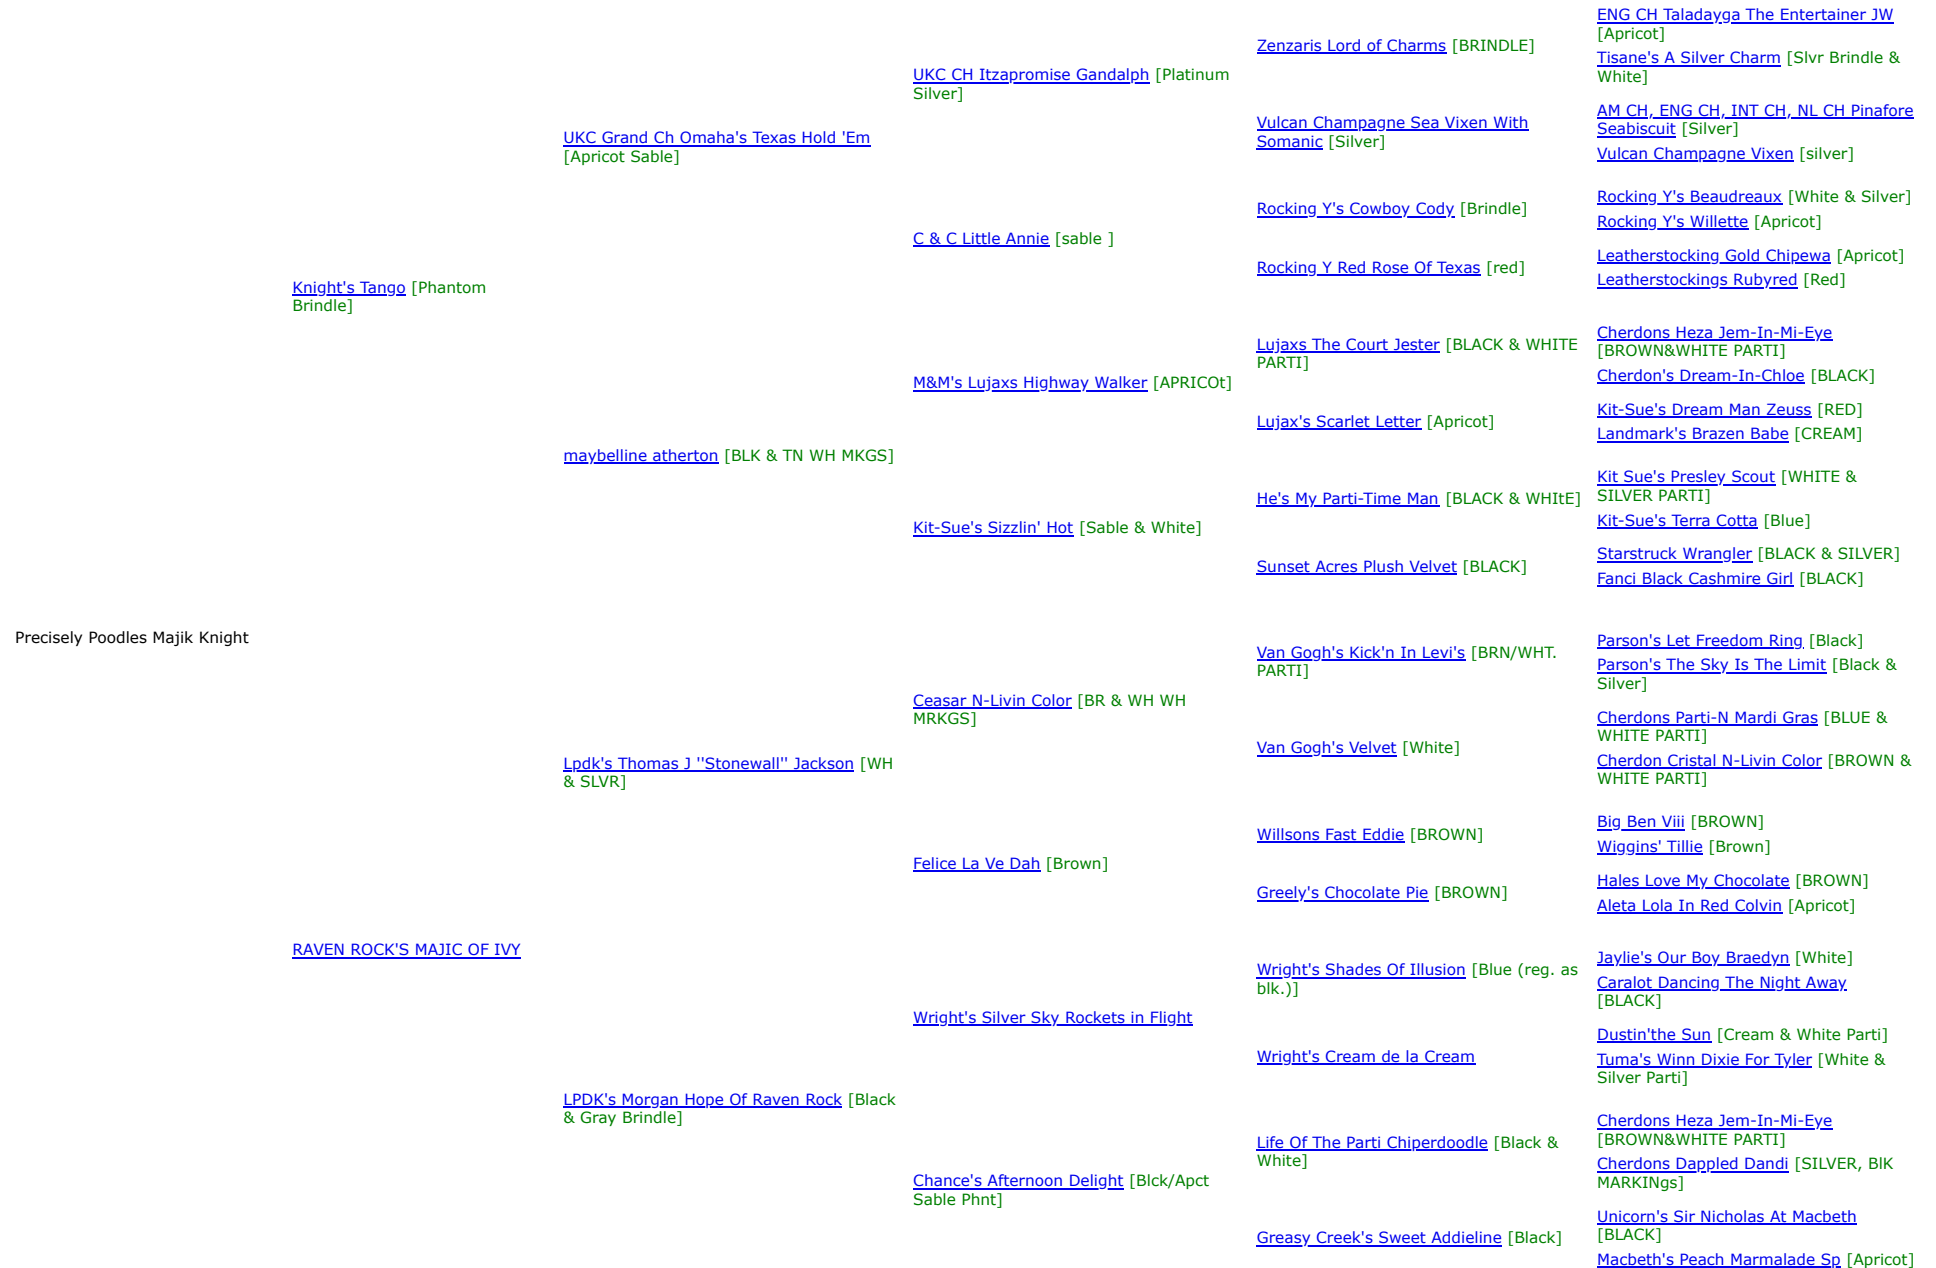 ENG CH Taladayga The Entertainer JW
[Apricot]
Zenzaris Lord of Charms [BRINDLE]
Tisane's A Silver Charm [Slvr Brindle &
White]
UKC CH Itzapromise Gandalph [Platinum
Silver]
AM CH, ENG CH, INT CH, NL CH Pinafore
Seabiscuit [Silver]
Vulcan Champagne Sea Vixen With
Somanic [Silver]
Vulcan Champagne Vixen [silver]
UKC Grand Ch Omaha's Texas Hold 'Em
[Apricot Sable]
Rocking Y's Beaudreaux [White & Silver]
Rocking Y's Cowboy Cody [Brindle]
Rocking Y's Willette [Apricot]
C & C Little Annie [sable ]
Leatherstocking Gold Chipewa [Apricot]
Rocking Y Red Rose Of Texas [red]
Leatherstockings Rubyred [Red]
Knight's Tango [Phantom
Brindle]
Cherdons Heza Jem-In-Mi-Eye
[BROWN&WHITE PARTI]
Lujaxs The Court Jester [BLACK & WHITE
PARTI]
Cherdon's Dream-In-Chloe [BLACK]
M&M's Lujaxs Highway Walker [APRICOt]
Kit-Sue's Dream Man Zeuss [RED]
Lujax's Scarlet Letter [Apricot]
Landmark's Brazen Babe [CREAM]
maybelline atherton [BLK & TN WH MKGS]
Kit Sue's Presley Scout [WHITE &
SILVER PARTI]
He's My Parti-Time Man [BLACK & WHItE]
Kit-Sue's Terra Cotta [Blue]
Kit-Sue's Sizzlin' Hot [Sable & White]
Starstruck Wrangler [BLACK & SILVER]
Sunset Acres Plush Velvet [BLACK]
Fanci Black Cashmire Girl [BLACK]
Precisely Poodles Majik Knight
Parson's Let Freedom Ring [Black]
Van Gogh's Kick'n In Levi's [BRN/WHT.
PARTI]
Parson's The Sky Is The Limit [Black &
Silver]
Ceasar N-Livin Color [BR & WH WH
MRKGS]
Cherdons Parti-N Mardi Gras [BLUE &
WHITE PARTI]
Van Gogh's Velvet [White]
Cherdon Cristal N-Livin Color [BROWN &
WHITE PARTI]
Lpdk's Thomas J ''Stonewall'' Jackson [WH
& SLVR]
Big Ben Viii [BROWN]
Willsons Fast Eddie [BROWN]
Wiggins' Tillie [Brown]
Felice La Ve Dah [Brown]
Hales Love My Chocolate [BROWN]
Greely's Chocolate Pie [BROWN]
Aleta Lola In Red Colvin [Apricot]
RAVEN ROCK'S MAJIC OF IVY
Jaylie's Our Boy Braedyn [White]
Wright's Shades Of Illusion [Blue (reg. as
blk.)]
Caralot Dancing The Night Away
[BLACK]
Wright's Silver Sky Rockets in Flight
Dustin'the Sun [Cream & White Parti]
Wright's Cream de la Cream
Tuma's Winn Dixie For Tyler [White &
Silver Parti]
LPDK's Morgan Hope Of Raven Rock [Black
& Gray Brindle]
Cherdons Heza Jem-In-Mi-Eye
[BROWN&WHITE PARTI]
Life Of The Parti Chiperdoodle [Black &
White]
Cherdons Dappled Dandi [SILVER, BlK
MARKINgs]
Chance's Afternoon Delight [Blck/Apct
Sable Phnt]
Unicorn's Sir Nicholas At Macbeth
[BLACK]
Greasy Creek's Sweet Addieline [Black]
Macbeth's Peach Marmalade Sp [Apricot]